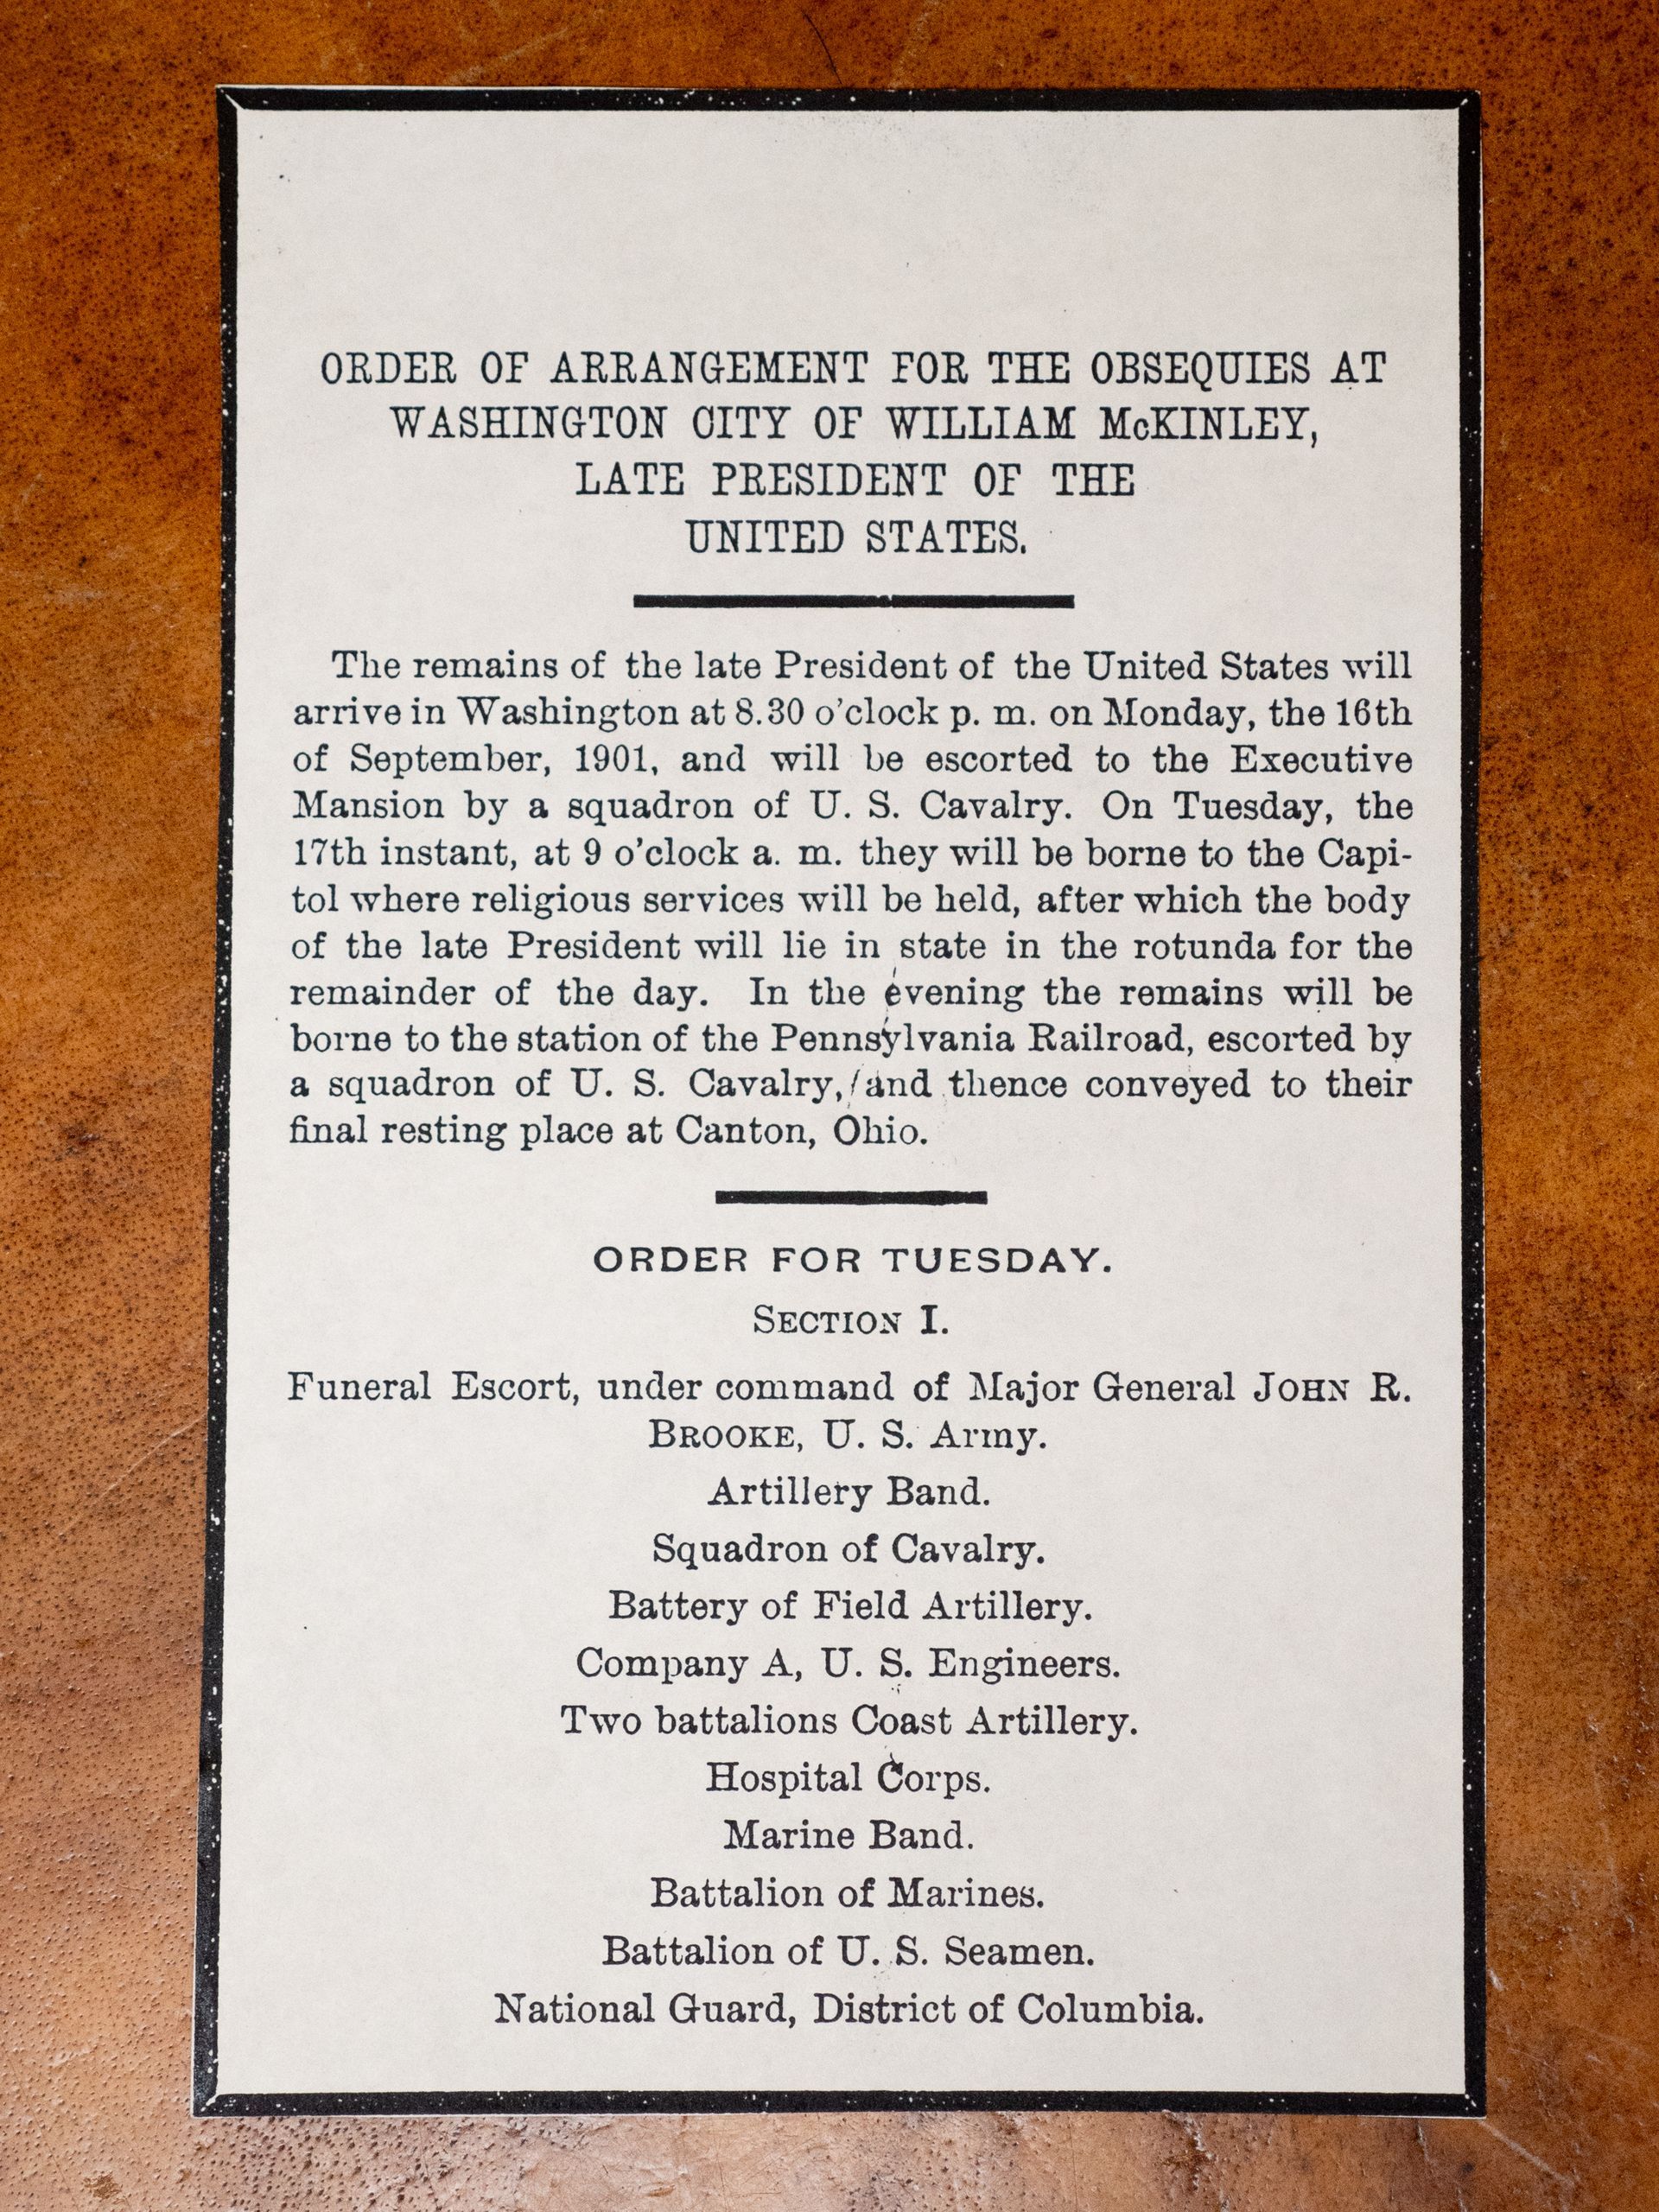 ORDER OF ARRANGEMENT FOR THE OBSEQUIES AT
WASHINGTON CITY OF WILLIAM McKINLEY,
LATE PRESIDENT OF THE
UNITED STATES.
The remains of the late President of the United States will
arrive in Washington at 8.30 o'clock p. m. on Monday, the 16th
of September, 1901, and will be escorted to the Executive
Mansion by a squadron of U. S. Cavalry. On Tuesday, the
17th instant, at 9 o'clock a. m. they will be borne to the Capi-
tol where religious services will be held, after which the body
of the late President will lie in state in the rotunda for the
remainder of the day. In the evening the remains will be
borne to the station of the Pennsylvania Railroad, escorted by
a squadron of U. S. Cavalry, and thence conveyed to their
final resting place at Canton, Ohio.
ORDER FOR TUESDAY.
SECTION I.
Funeral Escort, under command of Major General JOHN R.
BROOKE, U. S. Army.
Artillery Band.
Squadron of Cavalry.
Battery of Field Artillery.
Company A, U. S. Engineers.
Two battalions Coast Artillery.
Hospital Corps.
Marine Band.
Battalion of Marines.
Battalion of U. S. Seamen.
National Guard, District of Columbia.